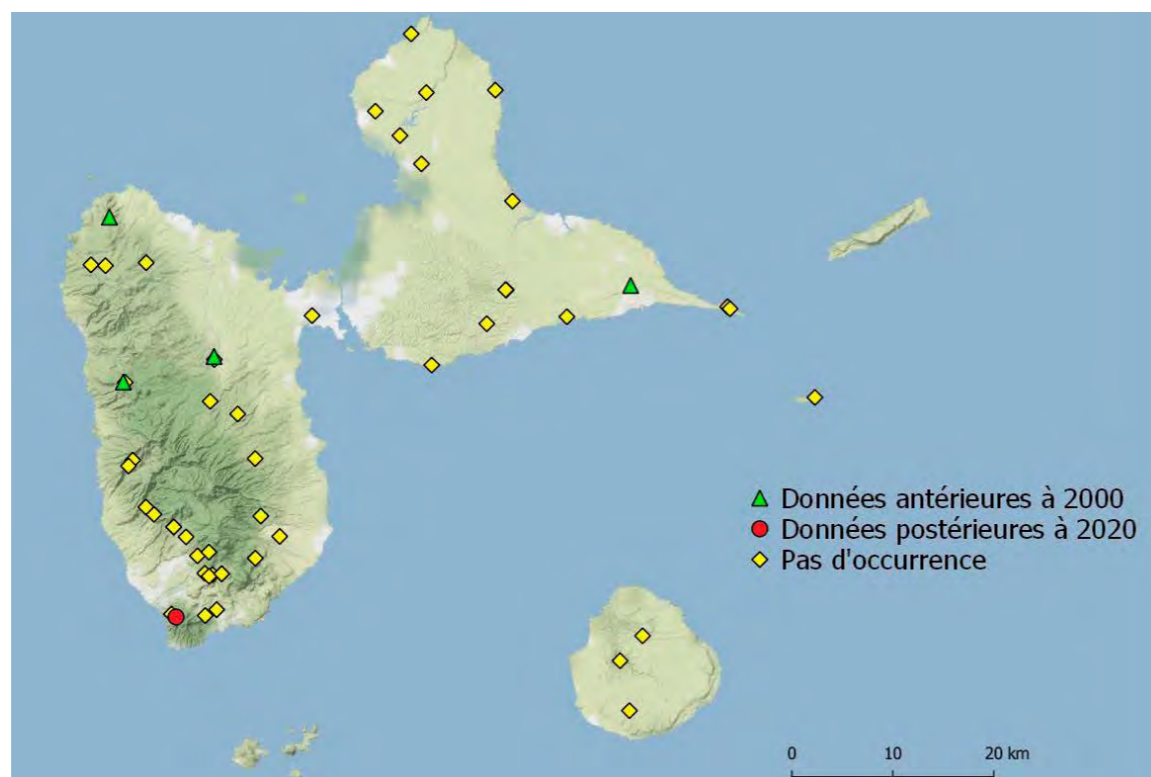 Données antérieures à 2000
Données postérieures à 2020
Pas d'occurrence
0 10 20 km